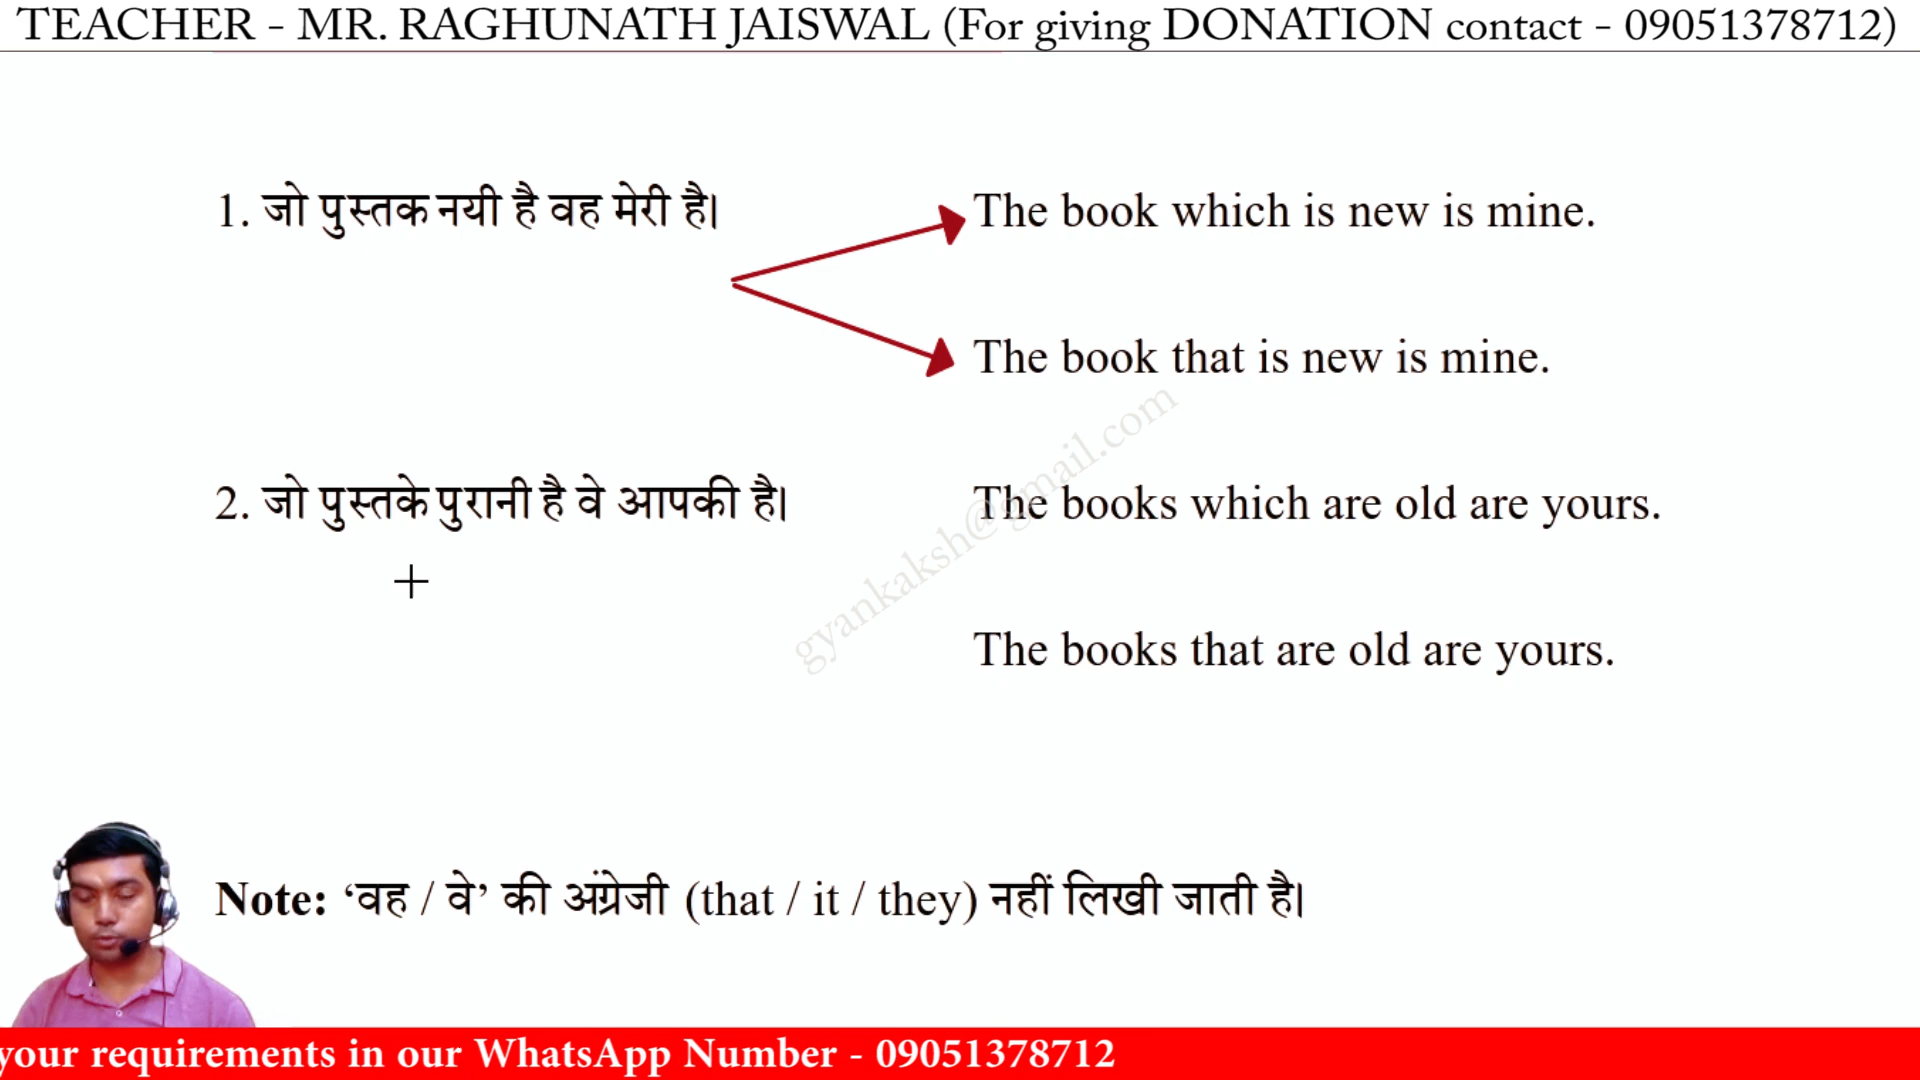 TEACHER - MR. RAGHUNATH JAISWAL (For giving DONATION contact - 09051378712)
1. जो पुस्तक नयी है वह मेरी है।
The book which is new is mine.
The book that is new is mine.
2. जो पुस्तके पुरानी है वे आपकी है।
The books which are old are yours.
The books that are old are yours.
gyankaksh@gmail.com
Note: ‘वह / वे’ की अंग्रेजी (that / it / they) नहीं लिखी जाती है।
your requirements in our WhatsApp Number - 09051378712